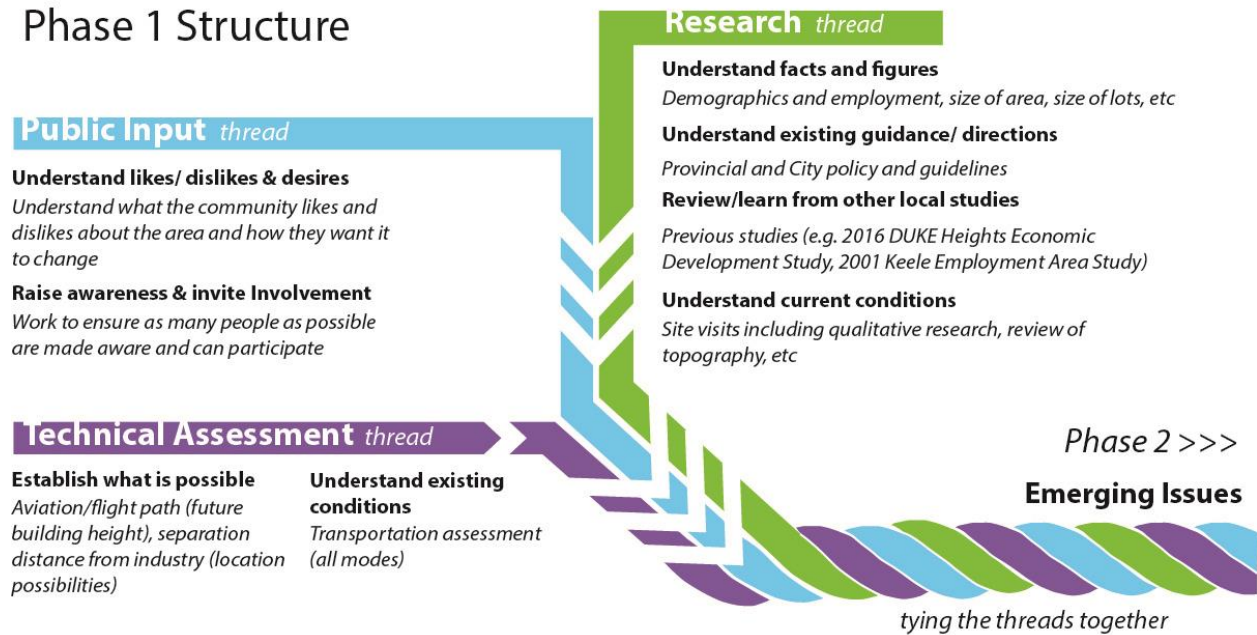 Phase 1 Structure
Public Input thread
Understand likes/ dislikes & desires
Understand what the community likes and
dislikes about the area and how they want it
to change
Raise awareness & invite Involvement
Work to ensure as many people as possible
are made aware and can participate
Research thread
Understand facts and figures
Demographics and employment, size of area, size of lots, etc
Understand existing guidance/ directions
Provincial and City policy and guidelines
Review/learn from other local studies
Previous studies (e.g. 2016 DUKE Heights Economic
Development Study, 2001 Keele Employment Area Study)
Understand current conditions
Site visits including qualitative research, review of
topography, etc
Technical Assessment thread
Establish what is possible
Aviation/flight path (future
building height), separation
distance from industry (location
possibilities)
Understand existing
conditions
Transportation assessment
(all modes)
Phase 2 >>>
Emerging Issues
tying the threads together